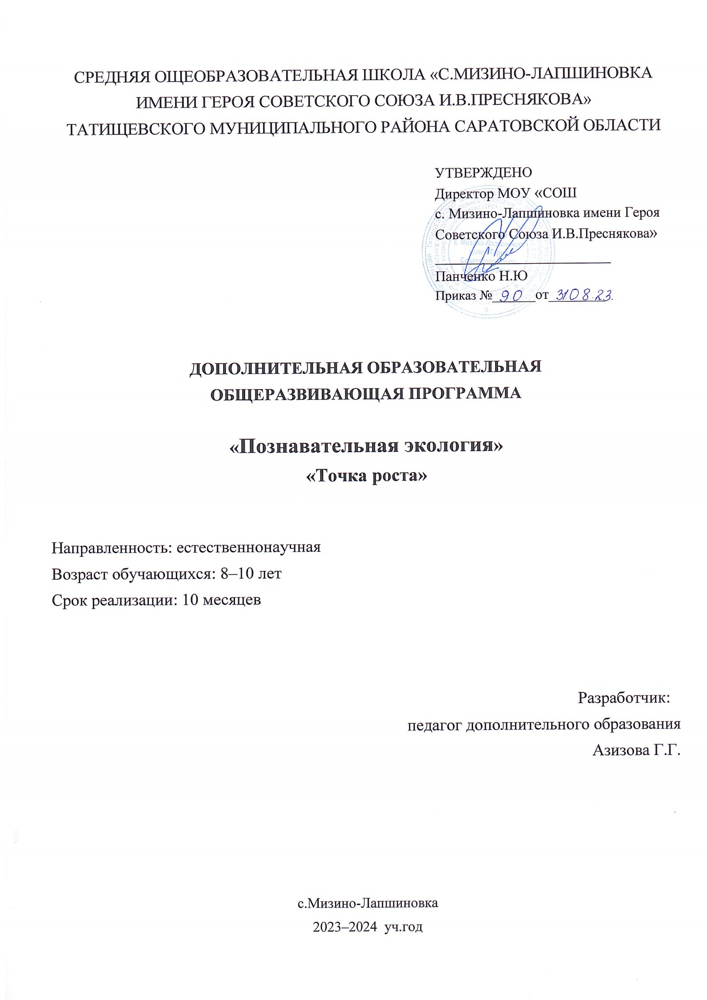 СРЕДНЯЯ ОЩЕОБРАЗОВАТЕЛЬНАЯ ШКОЛА «С.МИЗИНО-ЛАПШИНОВКА
ИМЕНИ ГЕРОЯ СОВЕТСКОГО СОЮЗА И.В.ПРЕСНЯКОВА»
ТАТИЩЕВСКОГО МУНИЦИПАЛЬНОГО РАЙОНА САРАТОВСКОЙ ОБЛАСТИ
УТВЕРЖДЕНО
Директор МОУ «СОШ
с. Мизино-Лапшиновка имени Героя
Советского Союза И.В.Преснякова»
Панченко Н.Ю
Приказ № 90 от 31.08.23.
ДОПОЛНИТЕЛЬНАЯ ОБРАЗОВАТЕЛЬНАЯ
ОБЩЕРАЗВИВАЮЩАЯ ПРОГРАММА
«Познавательная экология»
«Точка роста»
Направленность: естественнонаучная
Возраст обучающихся: 8–10 лет
Срок реализации: 10 месяцев
Разработчик:
педагог дополнительного образования
Азизова Г.Г.
с.Мизино-Лапшиновка
2023–2024 уч.год